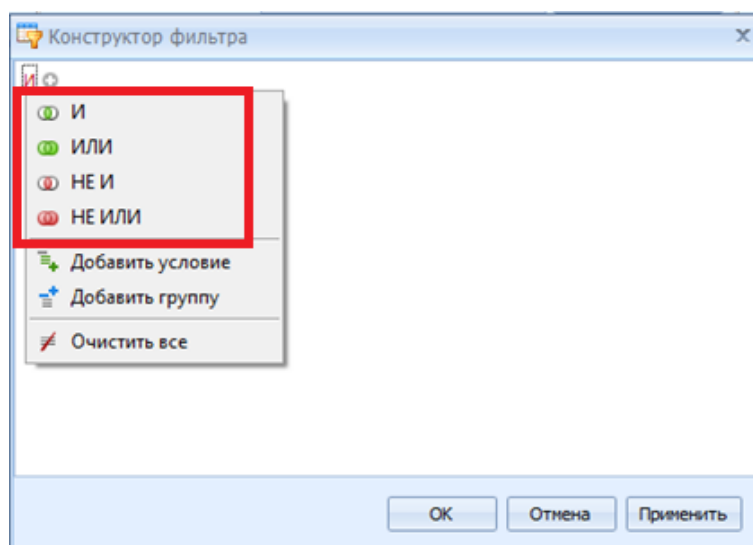 Конструктор фильтра
И
И
ИЛИ
НЕ И
НЕ ИЛИ
Добавить условие
Добавить группу
Очистить все
ОК
Отмена
Применить